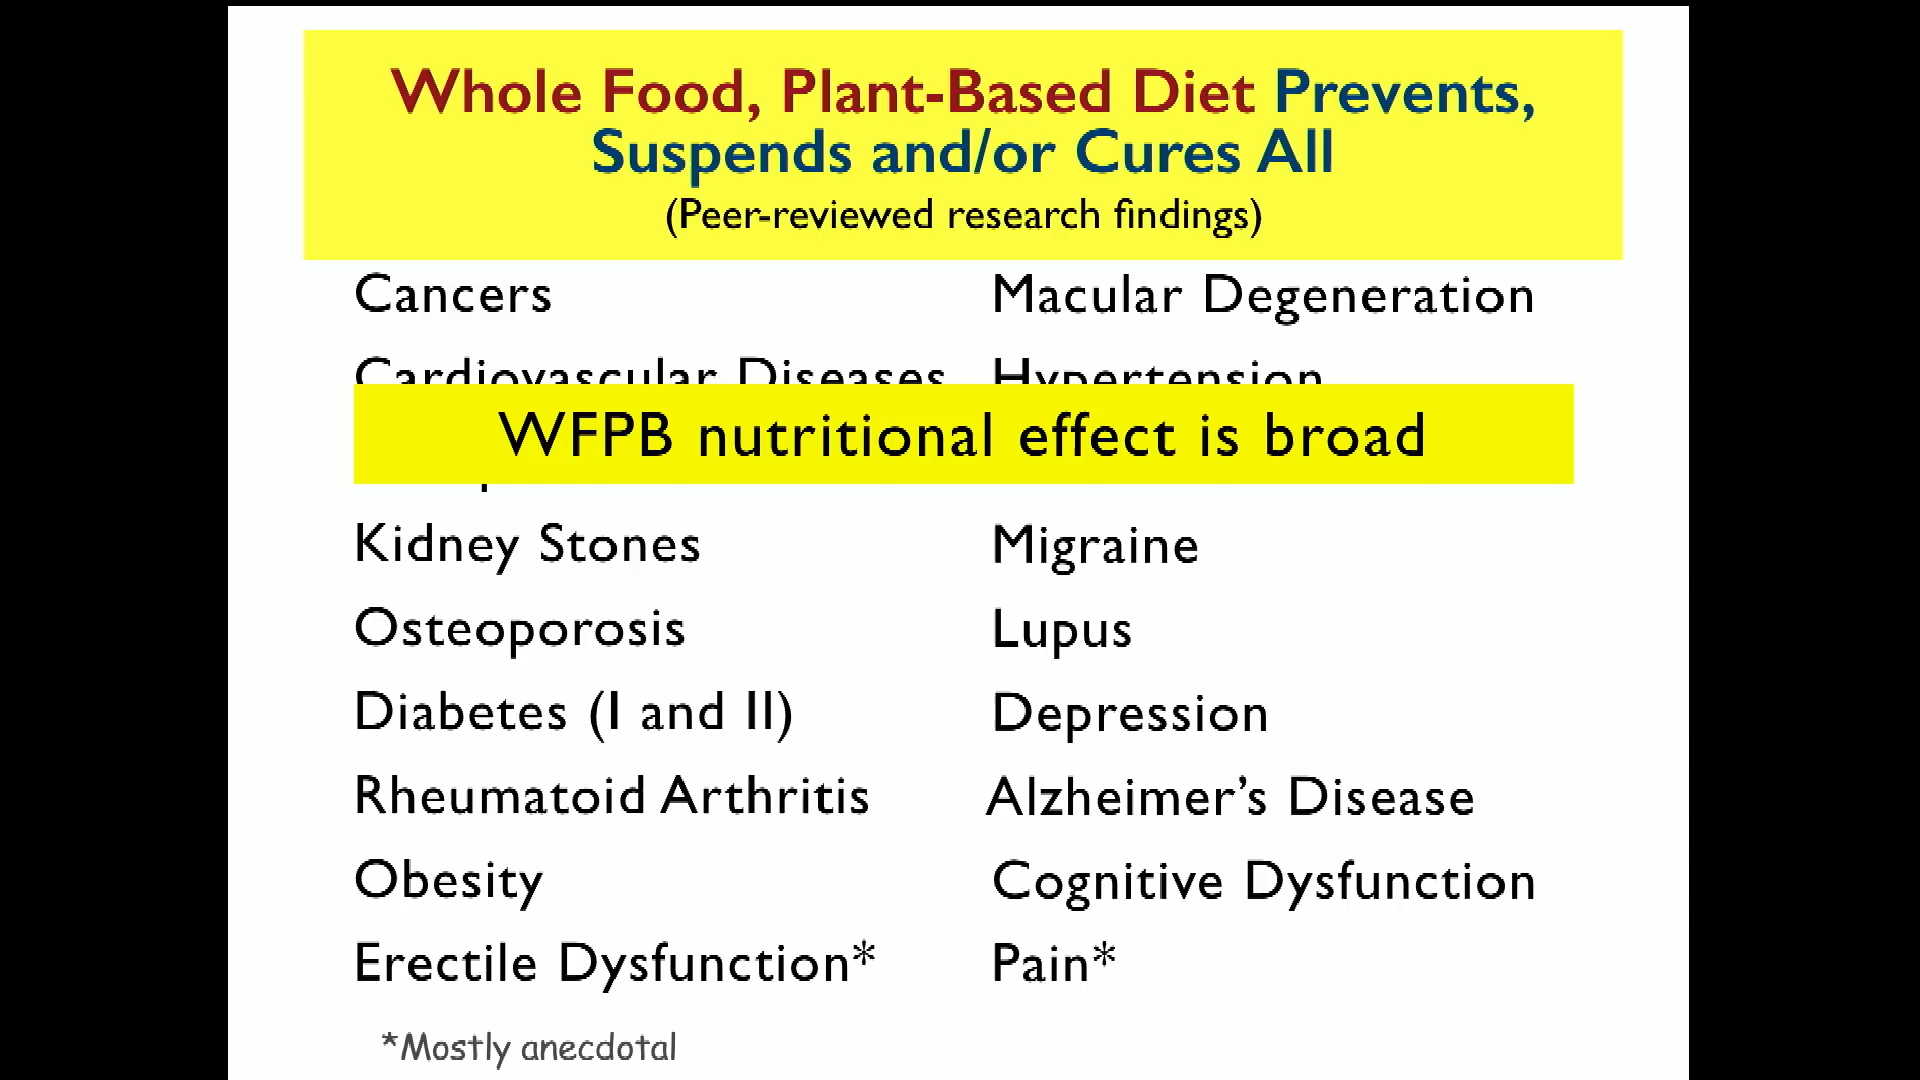 Whole Food, Plant-Based Diet Prevents,
Suspends and/or Cures All
(Peer-reviewed research findings)
Cancers
Macular Degeneration
Cardiovascular Diseases
Hypertension
WFPB nutritional effect is broad
Kidney Stones
Migraine
Osteoporosis
Lupus
Diabetes (I and II)
Depression
Rheumatoid Arthritis
Alzheimer’s Disease
Obesity
Cognitive Dysfunction
Erectile Dysfunction*
Pain*
*Mostly anecdotal